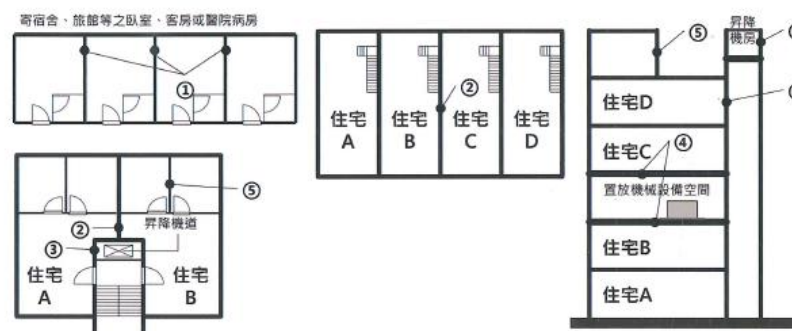 寄宿舍、旅館等之臥室、客房或醫院病房
①
住宅
A
住宅
B
住宅
C
住宅
D
②
⑤
②
昇降機道
③
住宅
A
住宅
B
昇降
機房
⑤
住宅D
住宅C
④
置放機械設備空間
住宅B
住宅A